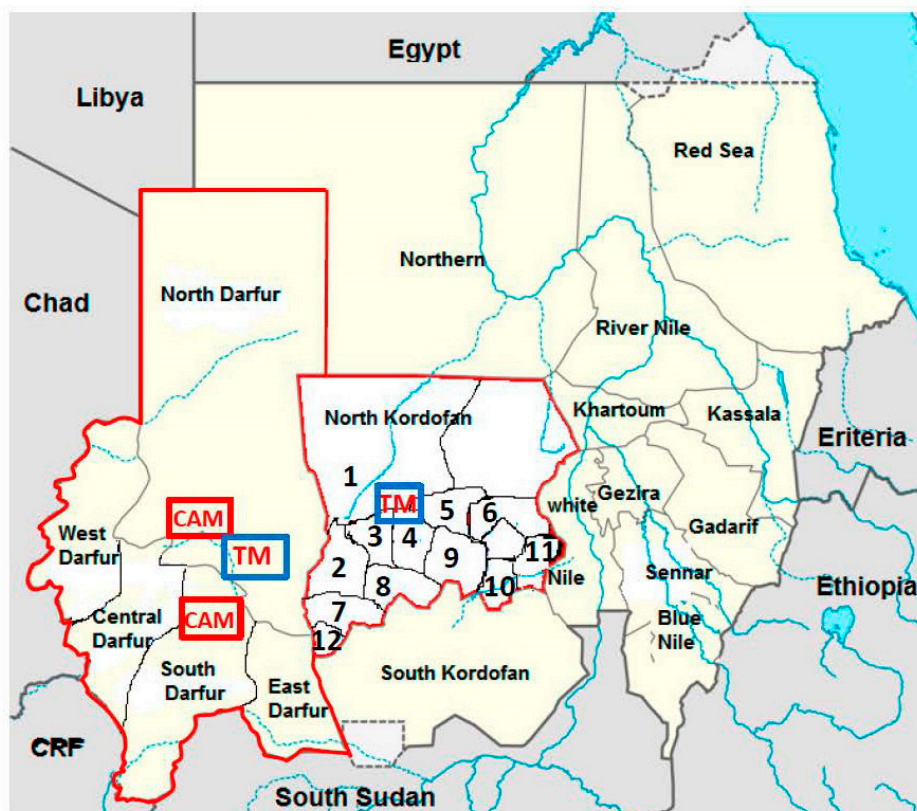 Egypt
Libya
Red Sea
Northern
North Darfur
Chad
River Nile
North Kordofan
Khartoum
Kassala
Eriteria
1
TM
5
6
white
Gezira
CAM
West
Darfur
3
4
Gadarif
TM
2
9
11
Nile
Sennar
Ethiopia
8
10
Central
Darfur
CAM
7
Blue
Nile
12
South
Darfur
East
Darfur
South Kordofan
CRF
South Sudan